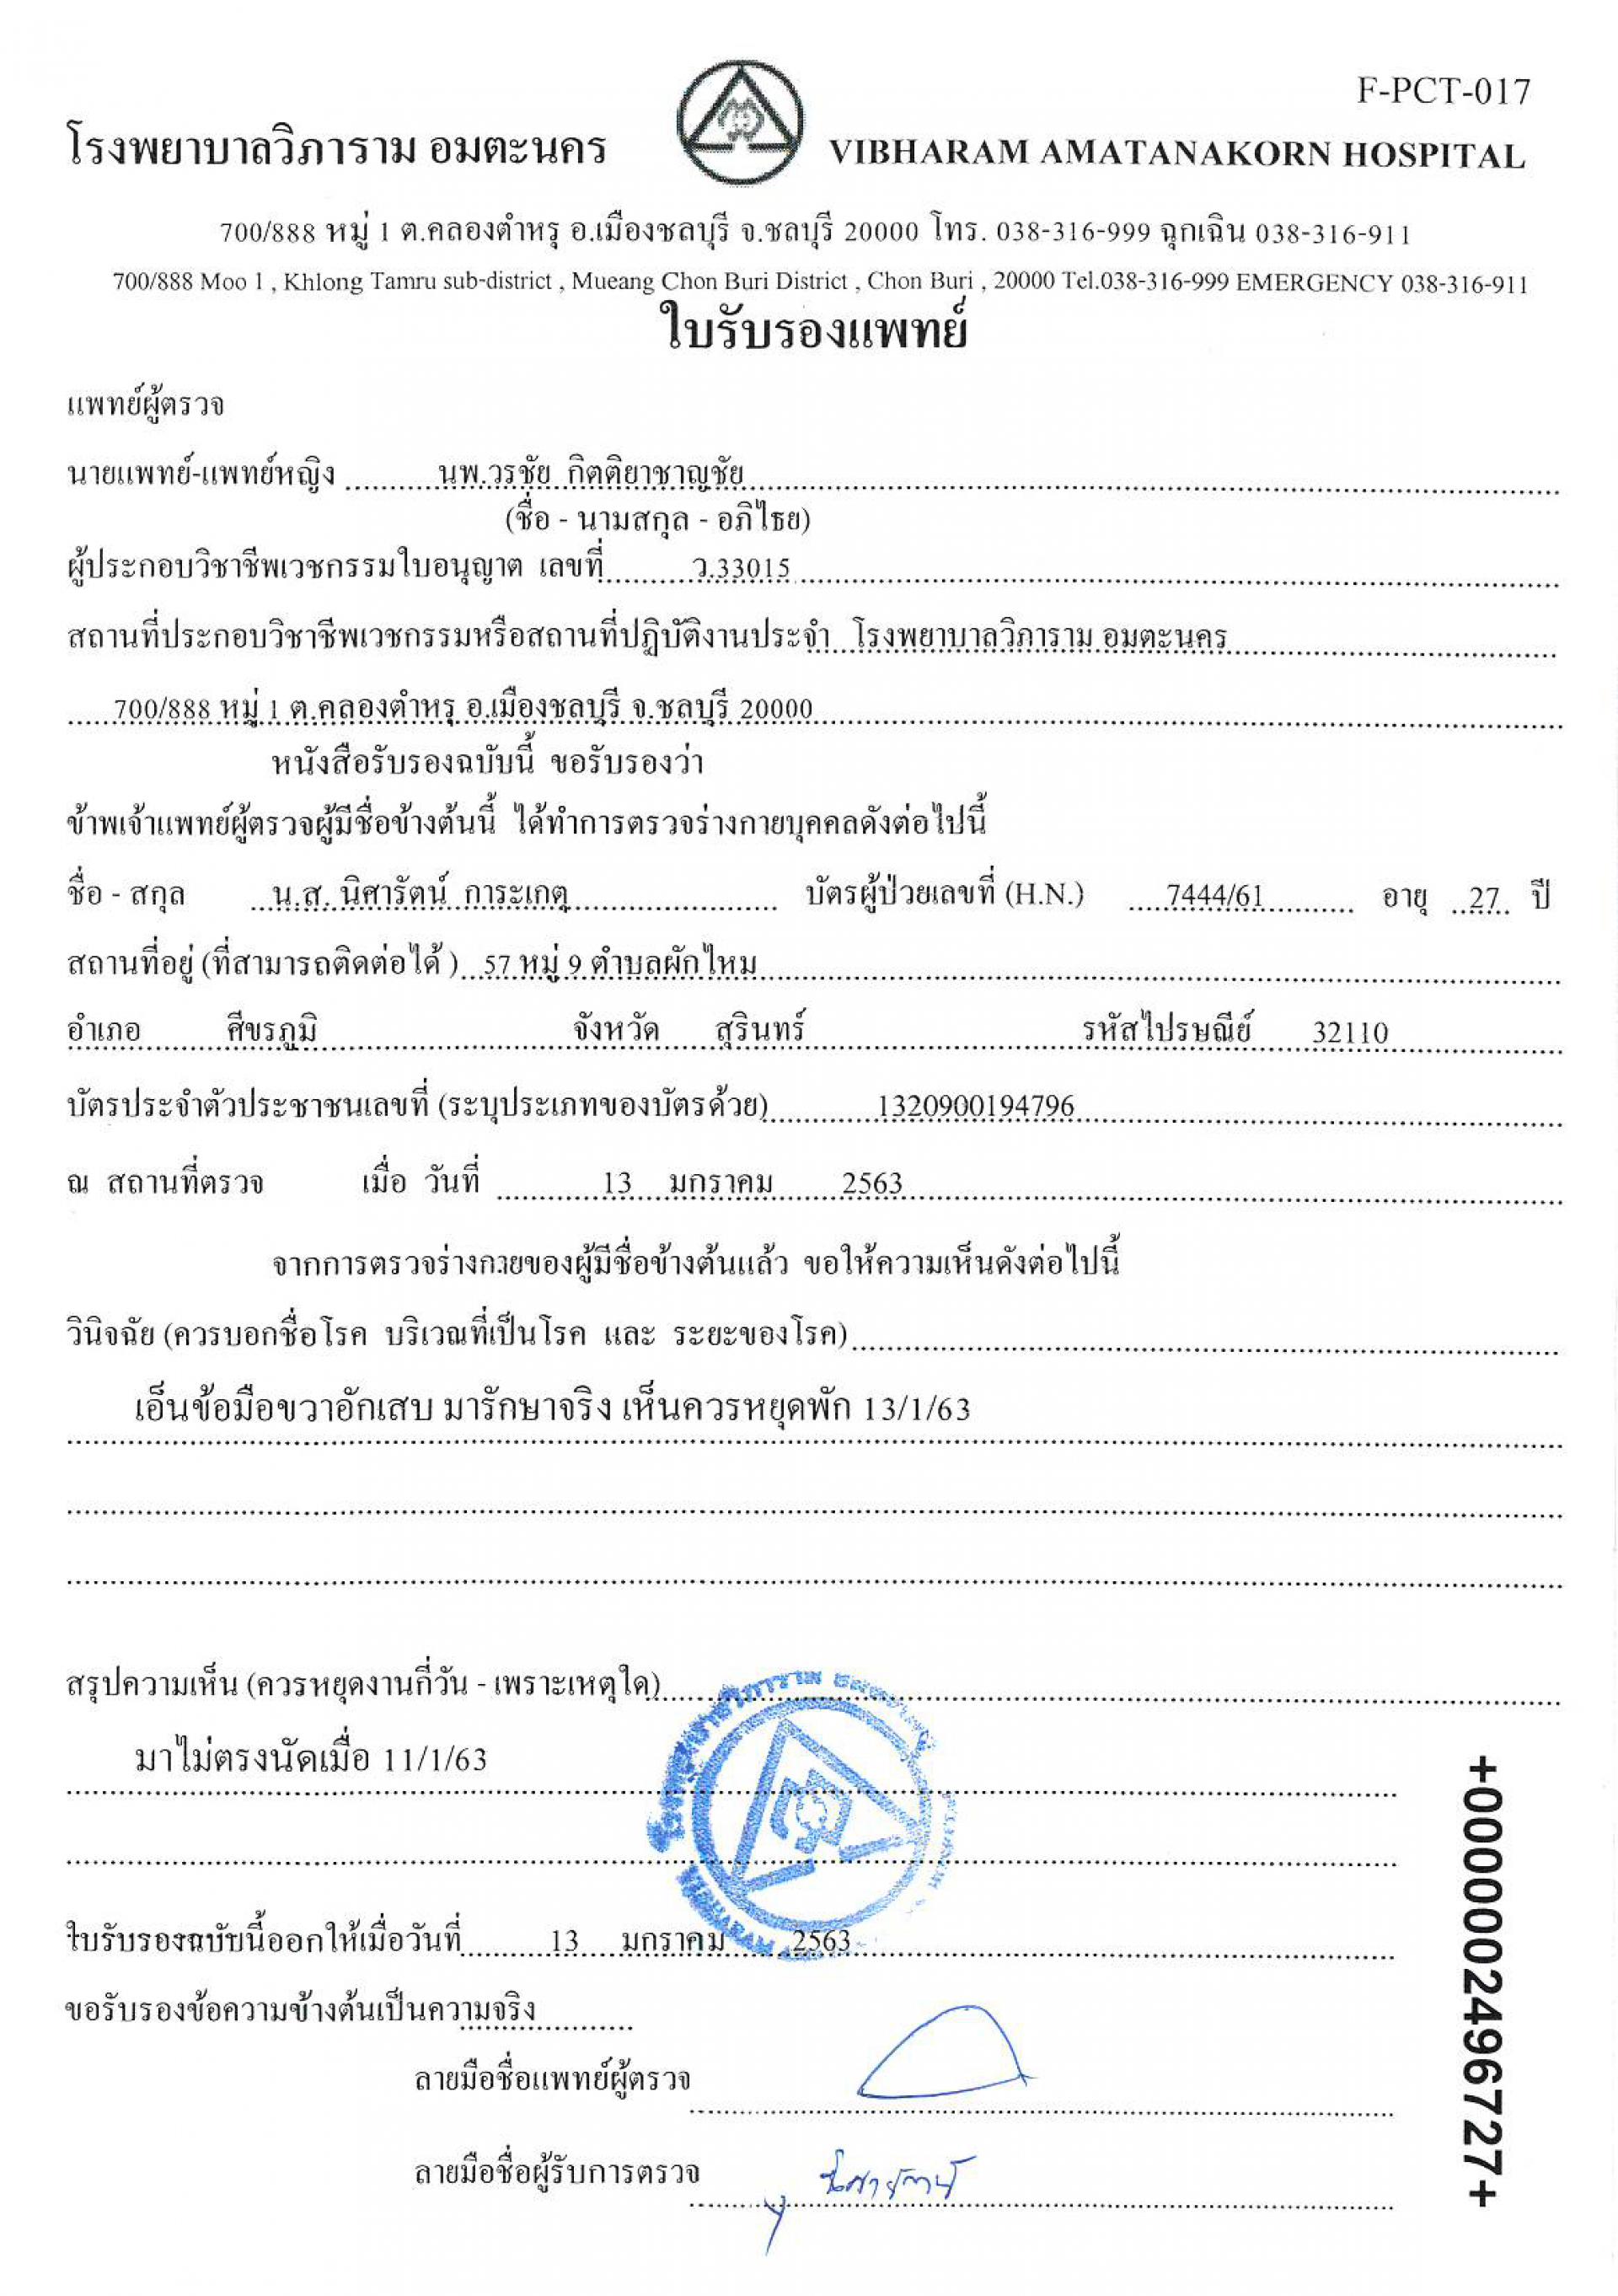 F-PCT-017
โรงพยาบาลวิภาราม อมตะนคร
VIBHARAM AMATANAKORN HOSPITAL
700/888 หมู่ 1 ต.คลองตำหรุ อ.เมืองชลบุรี จ.ชลบุรี 20000 โทร. 038-316-999 ฉุกเฉิน 038-316-911
700/888 Moo 1 , Khlong Tamru sub-district , Mueang Chon Buri District , Chon Buri , 20000 Tel.038-316-999 EMERGENCY 038-316-911
ใบรับรองแพทย์
แพทย์ผู้ตรวจ
นายแพทย์-แพทย์หญิง นพ.วรชัย กิตติยาชาญชัย
(ชื่อ - นามสกุล - อภิไธย)
ผู้ประกอบวิชาชีพเวชกรรมใบอนุญาต เลขที่ ว.33015
สถานที่ประกอบวิชาชีพเวชกรรมหรือสถานที่ปฏิบัติงานประจำ โรงพยาบาลวิภาราม อมตะนคร
700/888 หมู่ 1 ต.คลองตำหรุ อ.เมืองชลบุรี จ.ชลบุรี 20000
หนังสือรับรองฉบับนี้ ขอรับรองว่า
ข้าพเจ้าแพทย์ผู้ตรวจผู้มีชื่อข้างต้นนี้ ได้ทำการตรวจร่างกายบุคคลดังต่อไปนี้
ชื่อ - สกุล น.ส. นิศารัตน์ การะเกตุ บัตรผู้ป่วยเลขที่ (H.N.) 7444/61 อายุ 27 ปี
สถานที่อยู่ (ที่สามารถติดต่อได้ ) 57 หมู่ 9 ตำบลผักไหม
อำเภอ ศีขรภูมิ จังหวัด สุรินทร์ รหัสไปรษณีย์ 32110
บัตรประจำตัวประชาชนเลขที่ (ระบุประเภทของบัตรด้วย) 1320900194796
ณ สถานที่ตรวจ เมื่อ วันที่ 13 มกราคม 2563
จากการตรวจร่างกายของผู้มีชื่อข้างต้นแล้ว ขอให้ความเห็นดังต่อไปนี้
วินิจฉัย (ควรบอกชื่อโรค บริเวณที่เป็นโรค และ ระยะของโรค)
เอ็นข้อมือขวาอักเสบ มารักษาจริง เห็นควรหยุดพัก 13/1/63
สรุปความเห็น (ควรหยุดงานกี่วัน - เพราะเหตุใด)
มาไม่ตรงนัดเมื่อ 11/1/63
ใบรับรองฉบับนี้ออกให้เมื่อวันที่ 13 มกราคม 2563
ขอรับรองข้อความข้างต้นเป็นความจริง
ลายมือชื่อแพทย์ผู้ตรวจ
ลายมือชื่อผู้รับการตรวจ นิศารัตน์
+000002496727+